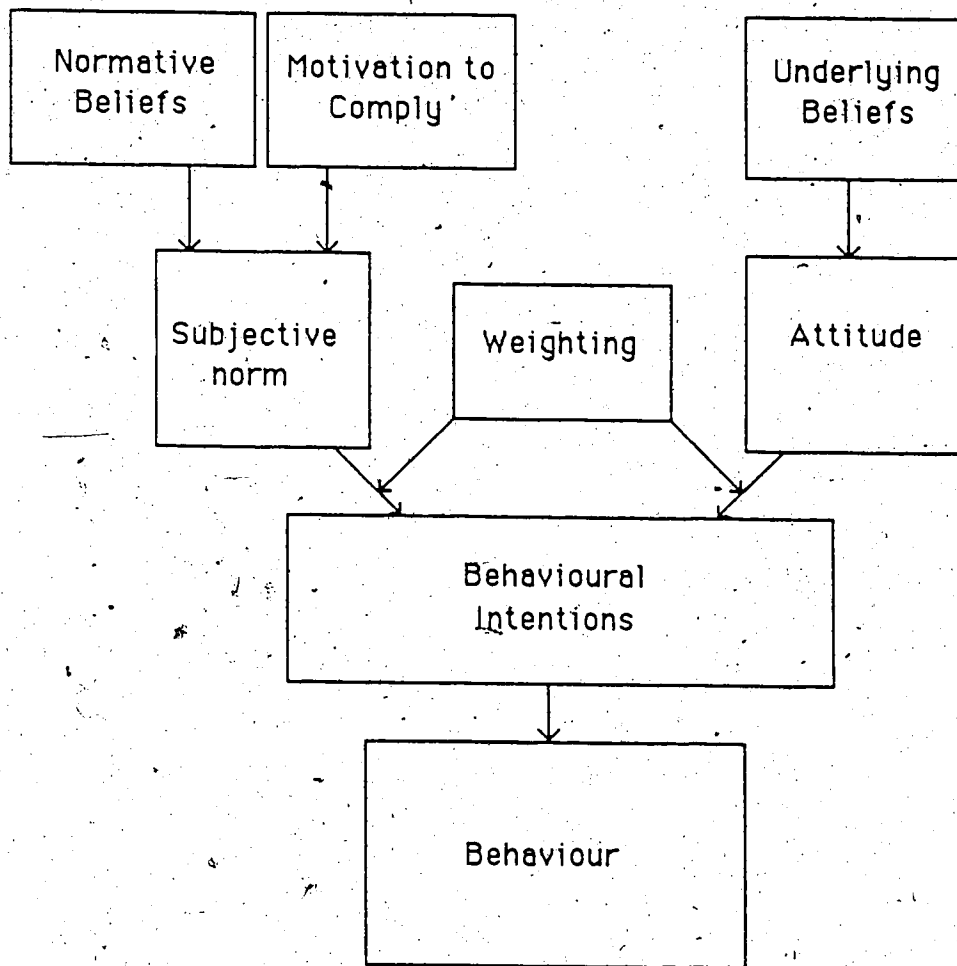 Normative
Beliefs
Motivation to
Comply
Underlying
Beliefs
Subjective
norm
Weighting
Attitude
Behavioural
Intentions
Behaviour